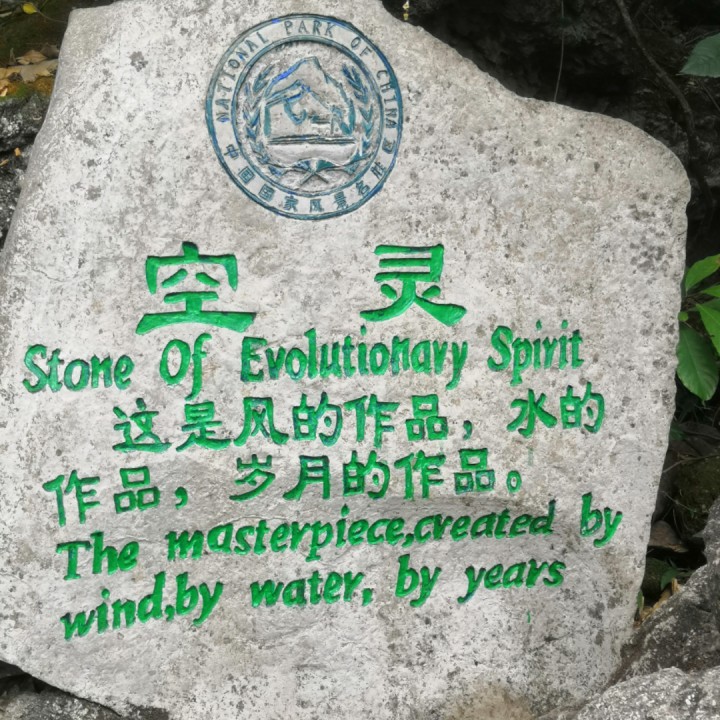 NATIONAL PARK OF CHINA
中国国家风景名胜区
空灵
Stone Of Evolutionary Spirit
这是风的作品，水的
作品，岁月的作品。
The masterpiece,created by
wind,by water, by years